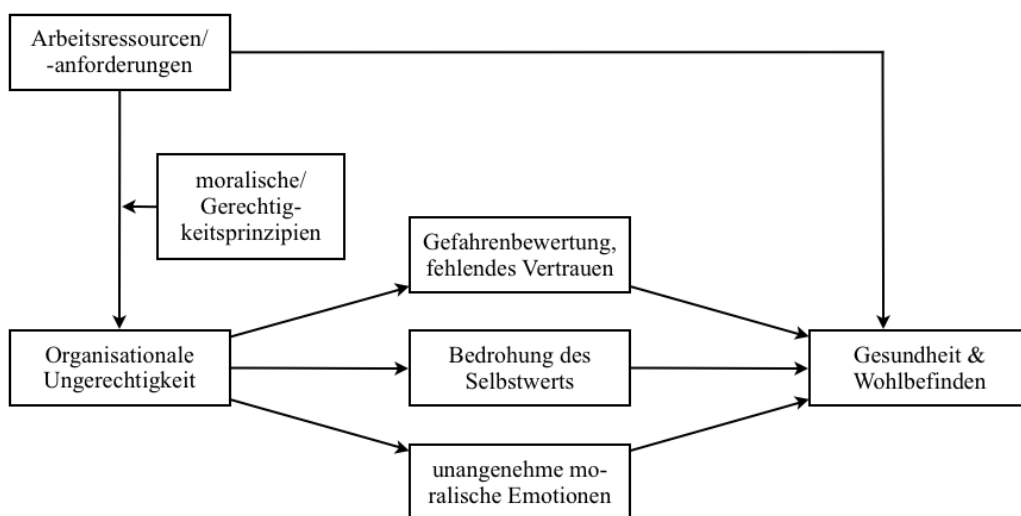 Arbeitsressourcen/
-anforderungen
moralische/
Gerechtig-
keitsprinzipien
Gefahrenbewertung,
fehlendes Vertrauen
Organisationale
Ungerechtigkeit
Bedrohung des
Selbstwerts
Gesundheit &
Wohlbefinden
unangenehme mo-
ralische Emotionen